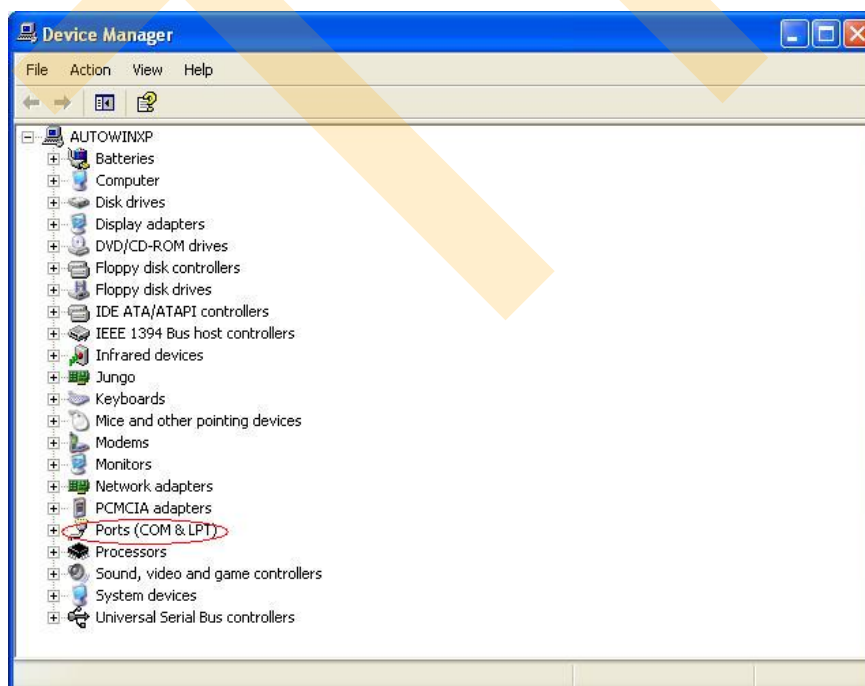 Device Manager
File Action View Help
AUTOWINXP
Batteries
Computer
Disk drives
Display adapters
DVD/CD-ROM drives
Floppy disk controllers
Floppy disk drives
IDE ATA/ATAPI controllers
IEEE 1394 Bus host controllers
Infrared devices
Jungo
Keyboards
Mice and other pointing devices
Modems
Monitors
Network adapters
PCMCIA adapters
Ports (COM & LPT)
Processors
Sound, video and game controllers
System devices
Universal Serial Bus controllers